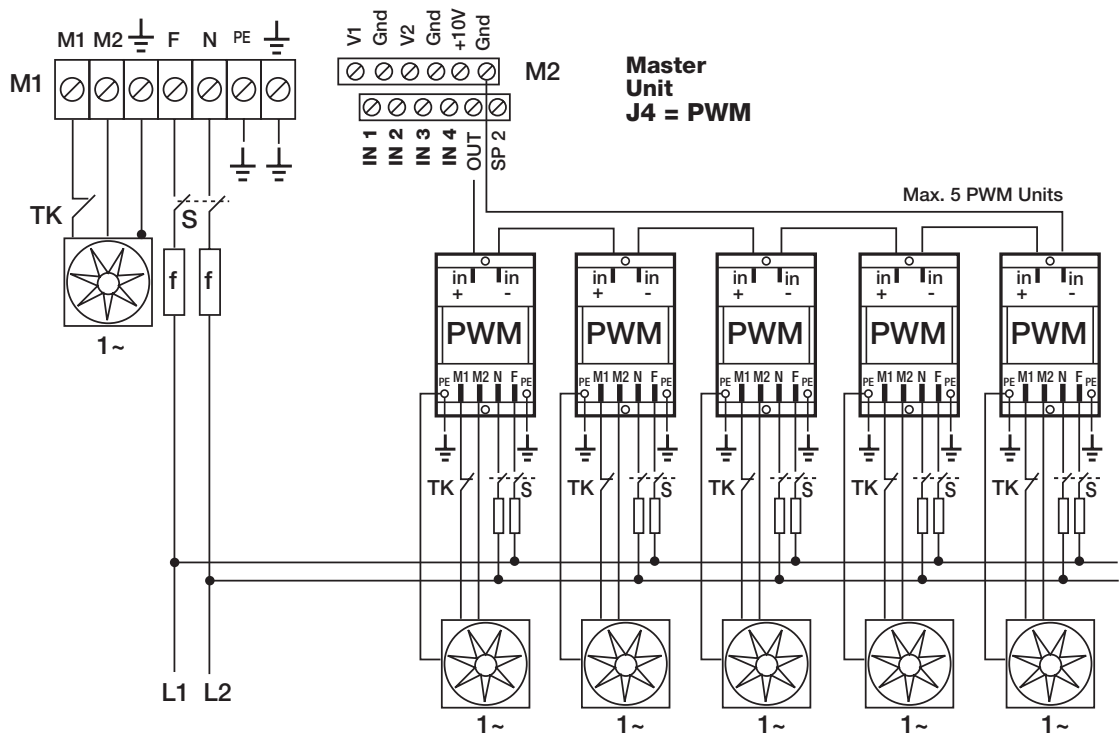 M1 M2 F N PE
M1
V1 Gnd V2 Gnd +10V Gnd
M2
IN 1 IN 2 IN 3 IN 4 OUT SP 2
Master
Unit
J4 = PWM
Max. 5 PWM Units
TK
S
f f
1~
in in in in in in in in in in
+ - + - + - + - + -
PWM PWM PWM PWM PWM
PE M1 M2 N F PE PE M1 M2 N F PE PE M1 M2 N F PE PE M1 M2 N F PE PE M1 M2 N F PE
TK S TK S TK S TK S TK S
L1 L2
1~ 1~ 1~ 1~ 1~